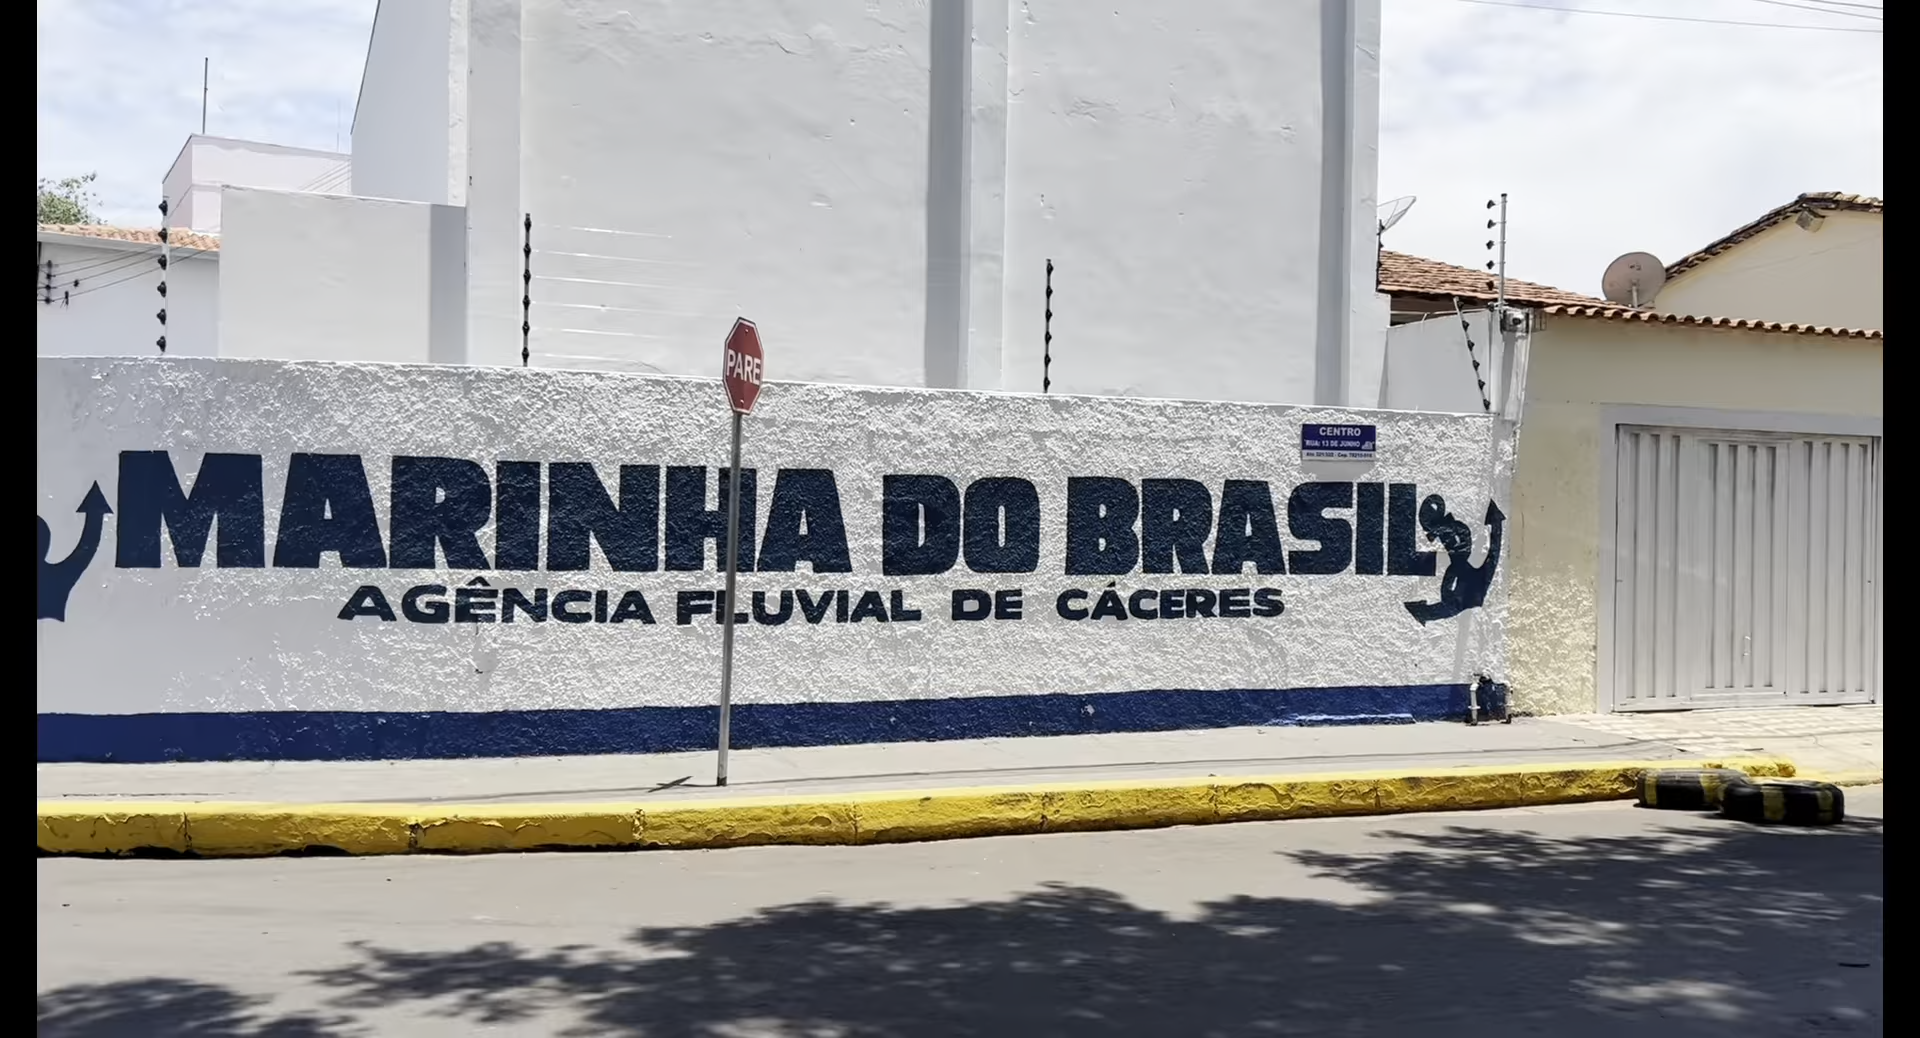 PARE
CENTRO
RUA: 13 DE JUNHO
MARINHA DO BRASIL
AGÊNCIA FLUVIAL DE CÁCERES